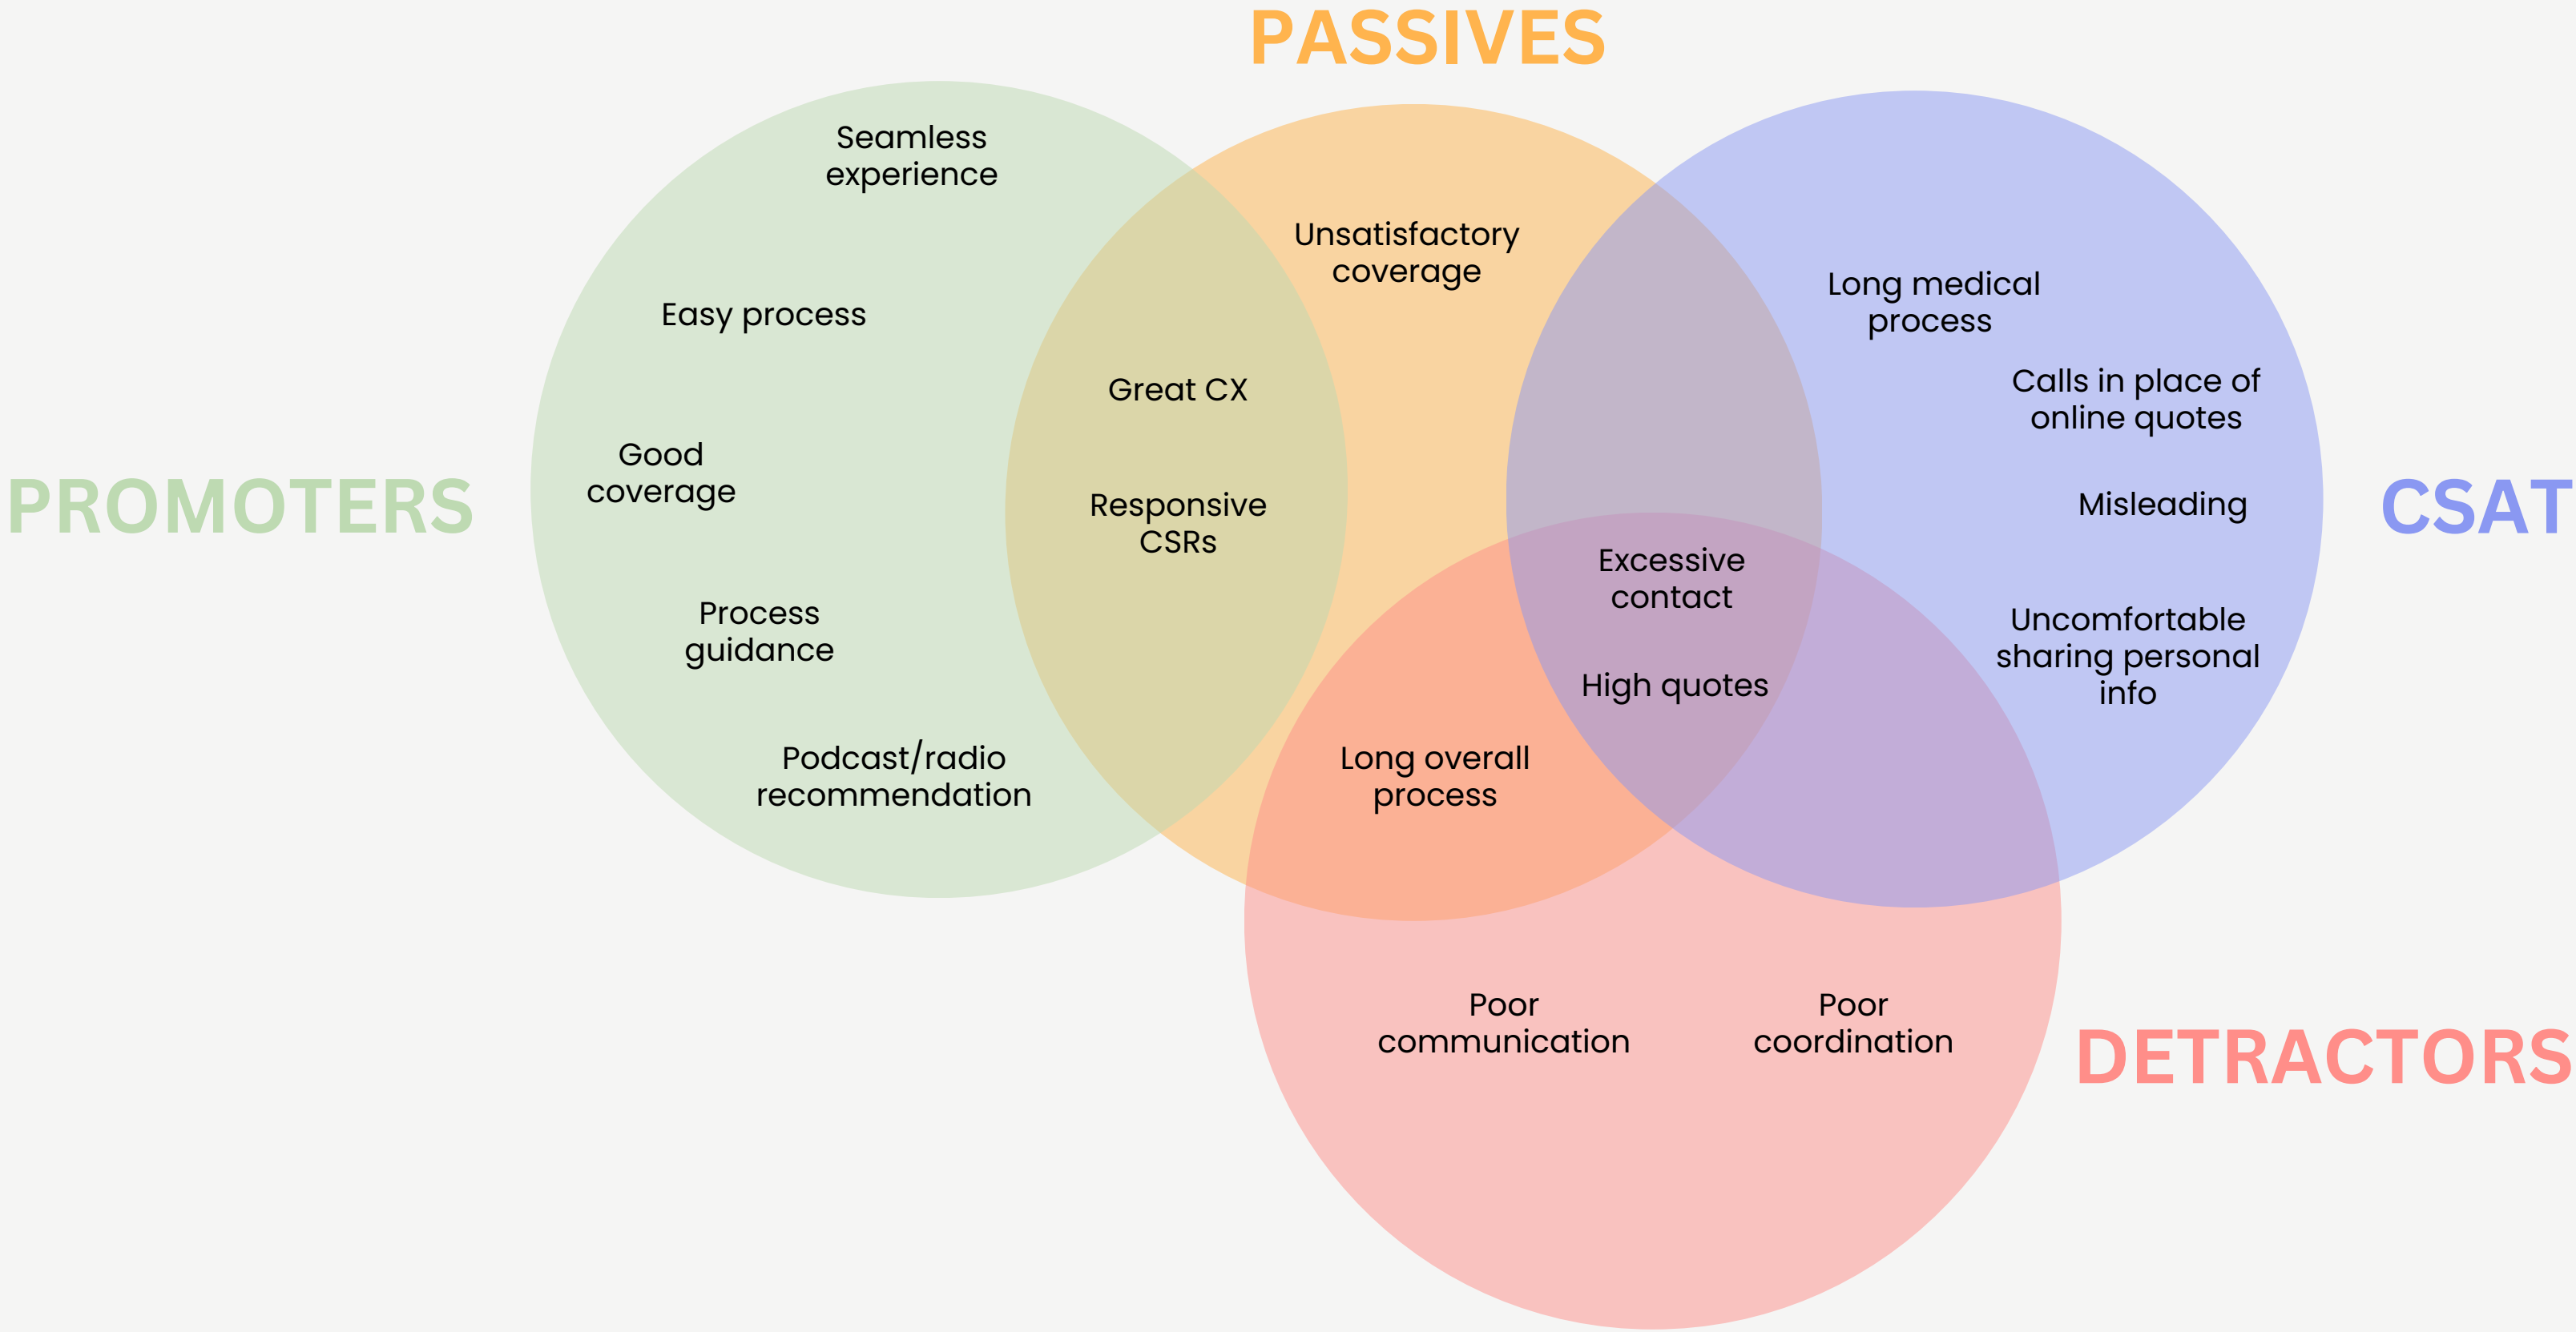 PASSIVES
Seamless
experience
Unsatisfactory
coverage
Long medical
process
Easy process
Great CX
Calls in place of
online quotes
Good
coverage
PROMOTERS
Responsive
CSRs
Misleading
CSAT
Excessive
contact
Process
guidance
Uncomfortable
sharing personal
info
High quotes
Podcast/radio
recommendation
Long overall
process
Poor
communication
Poor
coordination
DETRACTORS